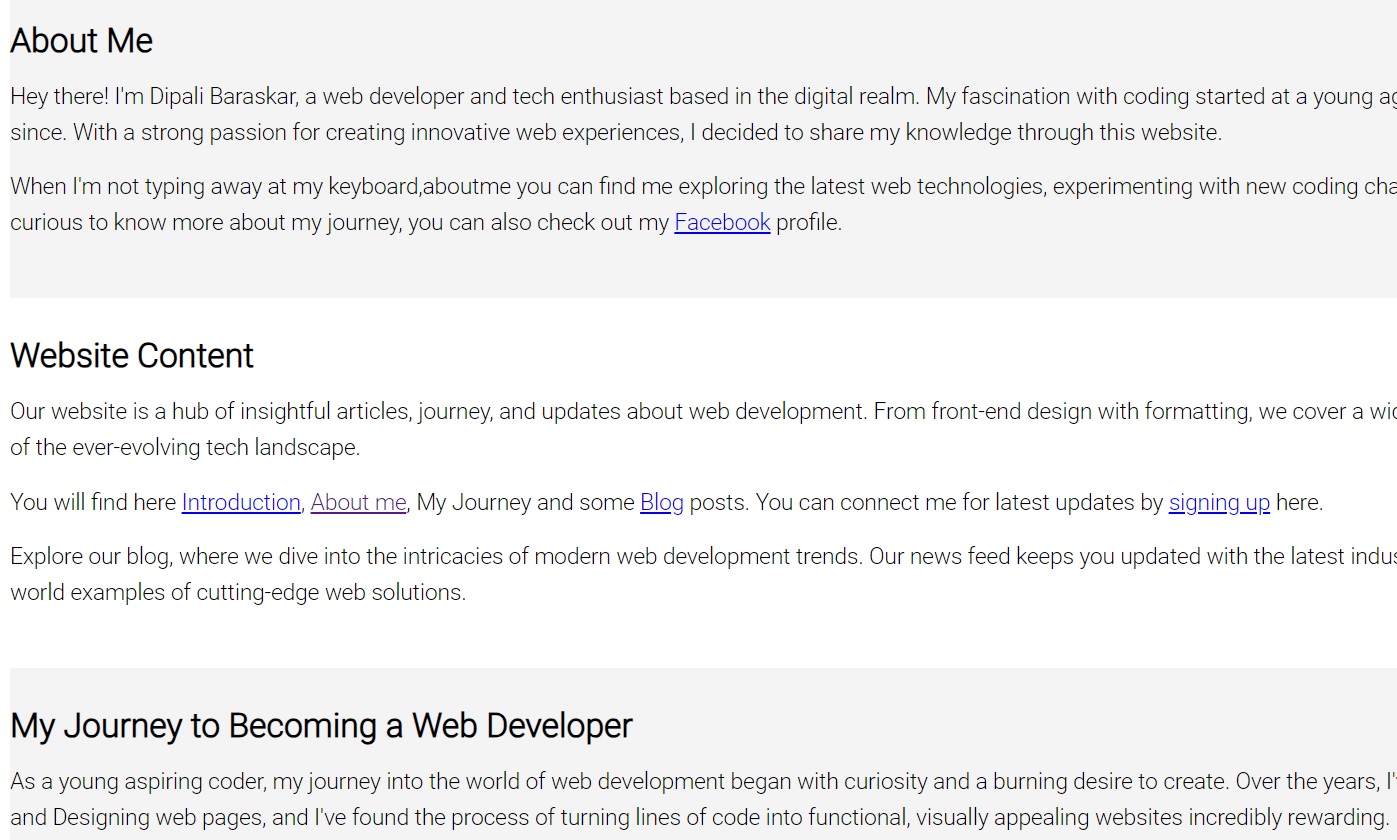 About Me
Hey there! I'm Dipali Baraskar, a web developer and tech enthusiast based in the digital realm. My fascination with coding started at a young
since. With a strong passion for creating innovative web experiences, I decided to share my knowledge through this website.
When I'm not typing away at my keyboard,aboutme you can find me exploring the latest web technologies, experimenting with new coding
curious to know more about my journey, you can also check out my Facebook profile.
Website Content
Our website is a hub of insightful articles, journey, and updates about web development. From front-end design with formatting, we cover a
of the ever-evolving tech landscape.
You will find here Introduction, About me, My Journey and some Blog posts. You can connect me for latest updates by signing up here.
Explore our blog, where we dive into the intricacies of modern web development trends. Our news feed keeps you updated with the latest
world examples of cutting-edge web solutions.
My Journey to Becoming a Web Developer
As a young aspiring coder, my journey into the world of web development began with curiosity and a burning desire to create. Over the years,
and Designing web pages, and I've found the process of turning lines of code into functional, visually appealing websites incredibly rewarding.